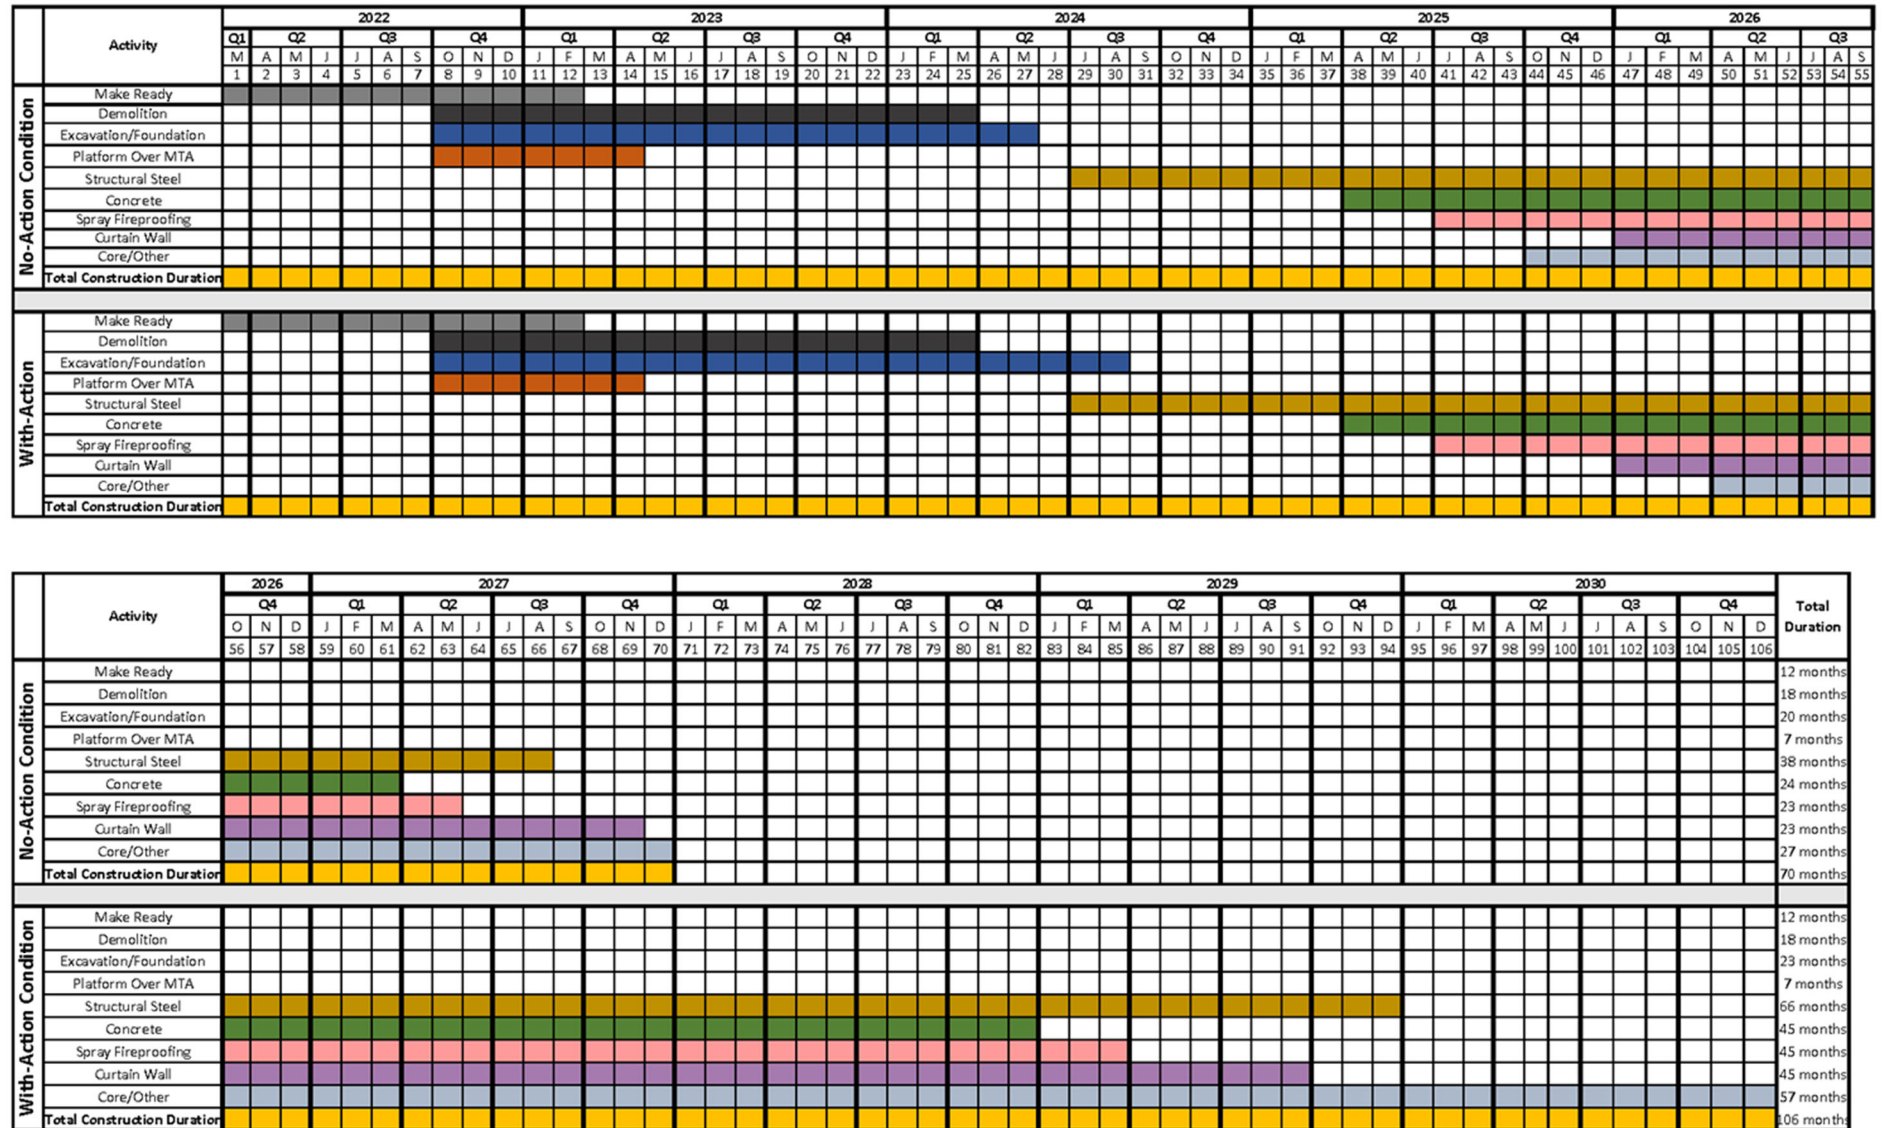 2022 2023 2024 2025 2026
Activity Q1 Q2 Q3 Q4 Q1 Q2 Q3 Q4 Q1 Q2 Q3 Q4 Q1 Q2 Q3 Q4 Q1 Q2 Q3
M A M J J A S O N D J F M A M J J A S O N D J F M A M J J A S O N D J F M A M J J A S O N D J F M A M J J A S
1 2 3 4 5 6 7 8 9 10 11 12 13 14 15 16 17 18 19 20 21 22 23 24 25 26 27 28 29 30 31 32 33 34 35 36 37 38 39 40 41 42 43 44 45 46 47 48 49 50 51 52 53 54 55
No-Action Condition
Make Ready
Demolition
Excavation/Foundation
Platform Over MTA
Structural Steel
Concrete
Spray Fireproofing
Curtain Wall
Core/Other
Total Construction Duration
With-Action
Make Ready
Demolition
Excavation/Foundation
Platform Over MTA
Structural Steel
Concrete
Spray Fireproofing
Curtain Wall
Core/Other
Total Construction Duration
2026 2027 2028 2029 2030
Activity Q4 Q1 Q2 Q3 Q4 Q1 Q2 Q3 Q4 Q1 Q2 Q3 Q4 Q1 Q2 Q3 Q4 Total
O N D J F M A M J J A S O N D J F M A M J J A S O N D J F M A M J J A S O N D J F M A M J J A S O N D Duration
56 57 58 59 60 61 62 63 64 65 66 67 68 69 70 71 72 73 74 75 76 77 78 79 80 81 82 83 84 85 86 87 88 89 90 91 92 93 94 95 96 97 98 99 100 101 102 103 104 105 106
No-Action Condition
Make Ready 12 months
Demolition 18 months
Excavation/Foundation 20 months
Platform Over MTA 7 months
Structural Steel 38 months
Concrete 24 months
Spray Fireproofing 23 months
Curtain Wall 23 months
Core/Other 27 months
Total Construction Duration 70 months
With-Action Condition
Make Ready 12 months
Demolition 18 months
Excavation/Foundation 23 months
Platform Over MTA 7 months
Structural Steel 66 months
Concrete 45 months
Spray Fireproofing 45 months
Curtain Wall 45 months
Core/Other 57 months
Total Construction Duration 106 months